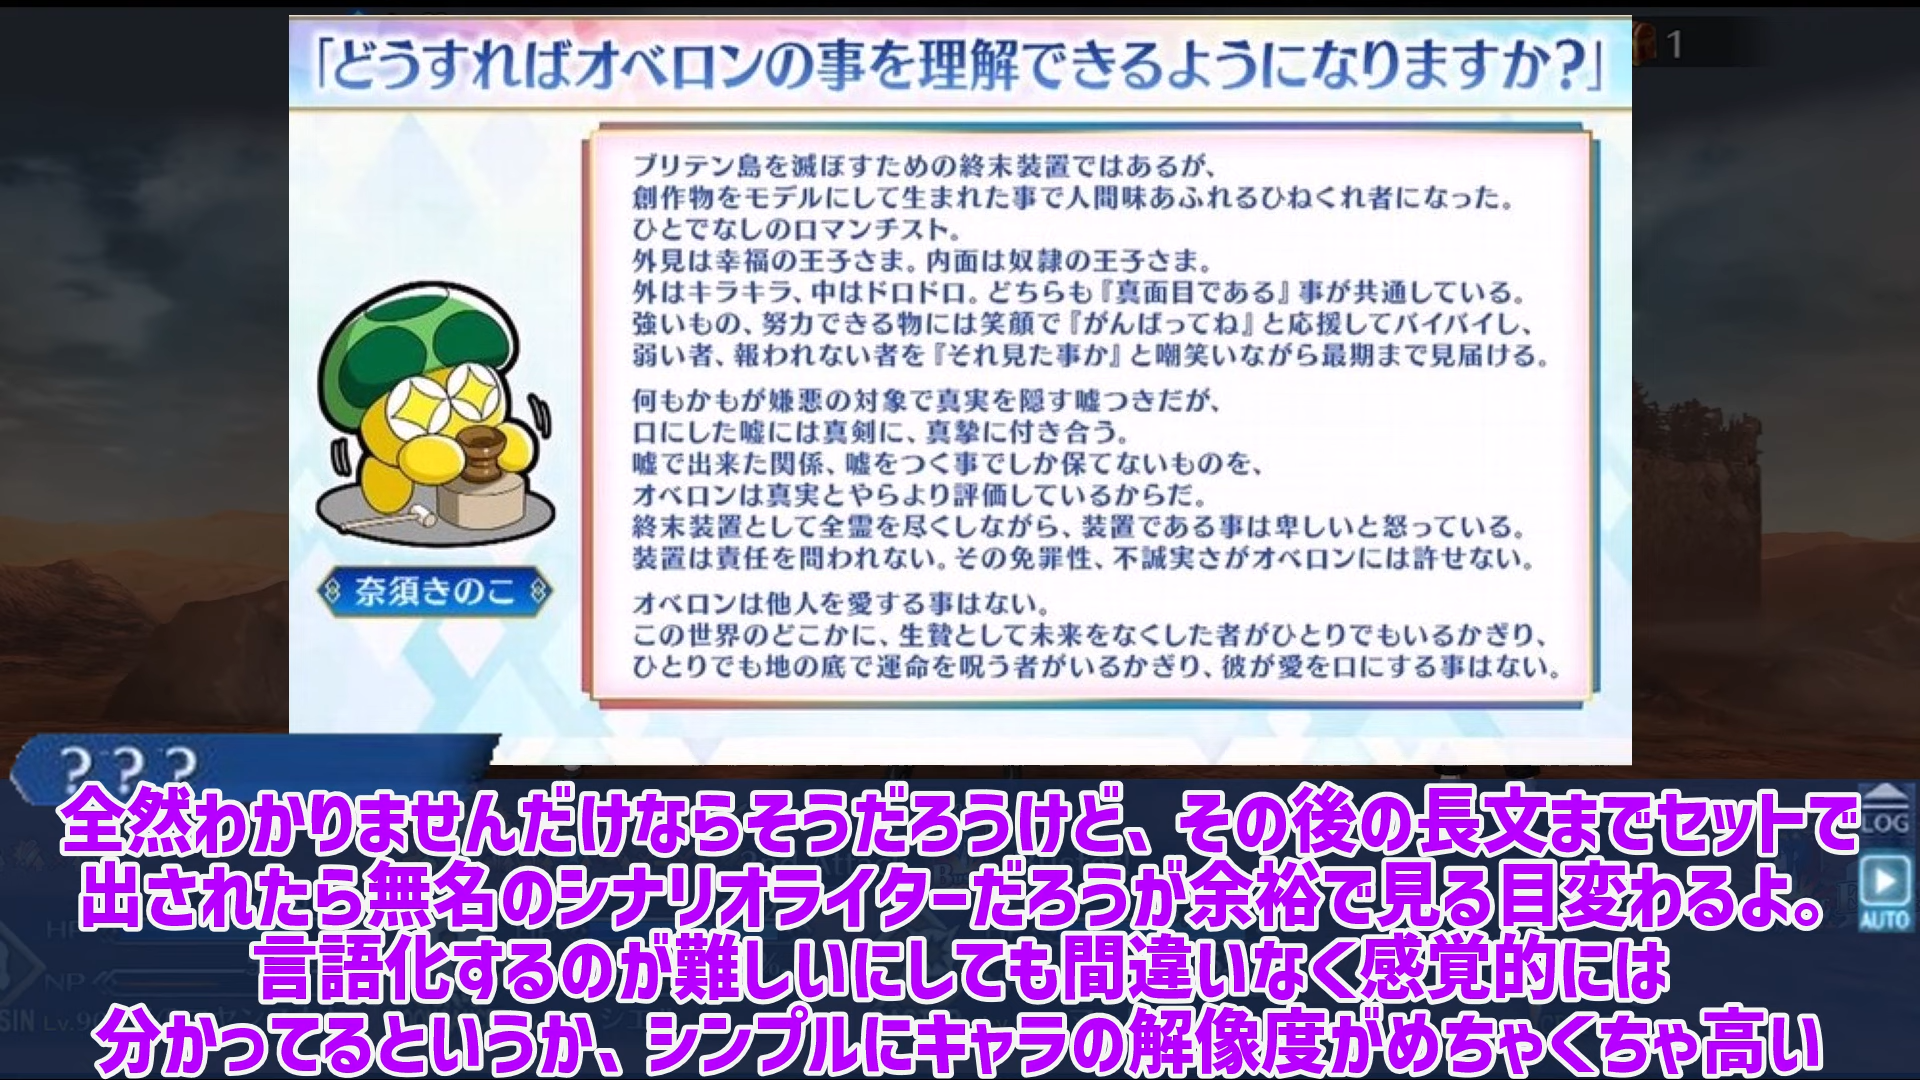 「どうすればオベロンの事を理解できるようになりますか？」
1
ブリテン島を滅ぼすための終末装置ではあるが、
創作物をモデルにして生まれた事で人間味あふれるひねくれ者になった。
ひとでなしのロマンチスト。
外見は幸福の王子さま。内面は奴隷の王子さま。
外はキラキラ、中はドロドロ。どちらも『真面目である』事が共通している。
強いもの、努力できる物には笑顔で『がんばってね』と応援してバイバイし、
弱い者、報われない者を『それ見た事か』と嘲笑いながら最期まで見届ける。
何もかもが嫌悪の対象で真実を隠す嘘つきだが、
口にした嘘には真剣に、真摯に付き合う。
嘘で出来た関係、嘘をつく事でしか保てないものを、
オベロンは真実とやらより評価しているからだ。
終末装置として全霊を尽くしながら、装置である事は卑しいと怒っている。
装置は責任を問われない。その免罪性、不誠実さがオベロンには許せない。
オベロンは他人を愛する事はない。
この世界のどこかに、生贄として未来をなくした者がひとりでもいるかぎり、
ひとりでも地の底で運命を呪う者がいるかぎり、彼が愛を口にする事はない。
奈須きのこ
？？？
全然わかりませんだけならそうだろうけど、その後の長文までセットで
出されたら無名のシナリオライターだろうが余裕で見る目変わるよ。
言語化するのが難しいにしても間違いなく感覚的には
分かってるというか、シンプルにキャラの解像度がめちゃくちゃ高い
LOG
AUTO
HP
NP